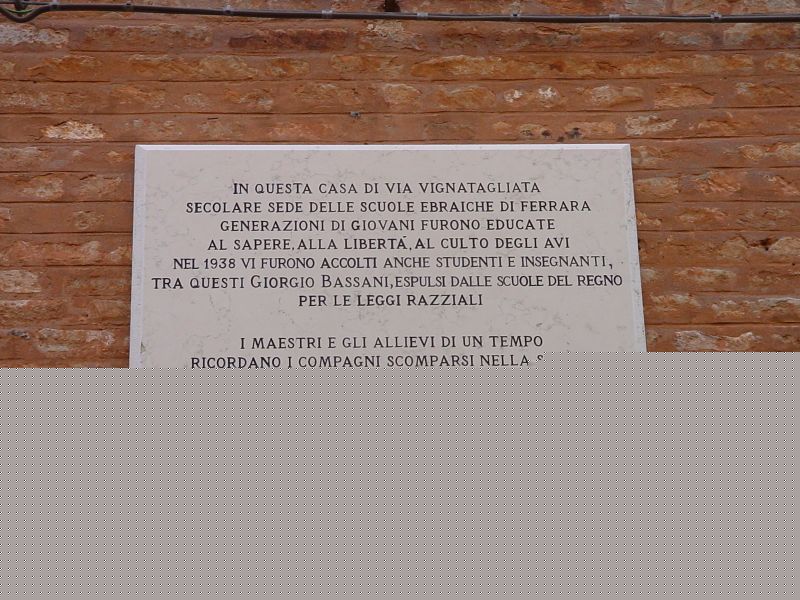 IN QUESTA CASA DI VIA VIGNATAGLIATA
SECOLARE SEDE DELLE SCUOLE EBRAICHE DI FERRARA
GENERAZIONI DI GIOVANI FURONO EDUCATE
AL SAPERE, ALLA LIBERTÀ, AL CULTO DEGLI AVI
NEL 1938 VI FURONO ACCOLTI ANCHE STUDENTI E INSEGNANTI,
TRA QUESTI GIORGIO BASSANI, ESPULSI DALLE SCUOLE DEL REGNO
PER LE LEGGI RAZZIALI
I MAESTRI E GLI ALLIEVI DI UN TEMPO
RICORDANO I COMPAGNI SCOMPARSI NELLA